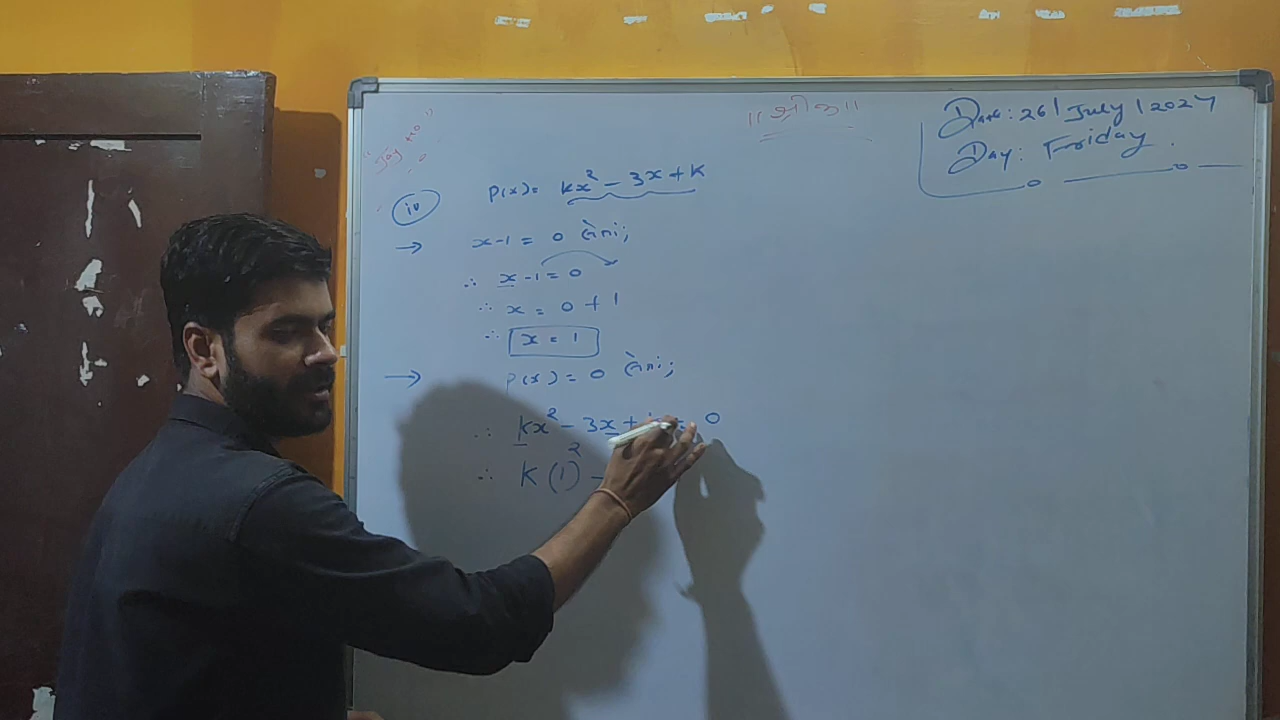 ॥ श्री ॥
Date: 26 / July / 2024
Day: Friday.
iv P(x) = kx² − 3x + k
→ x-1 = 0
∴ x-1 = 0
∴ x = 0 + 1
∴ x = 1
→ P(x) = 0
∴ kx² − 3x + = 0
∴ k(1)² −